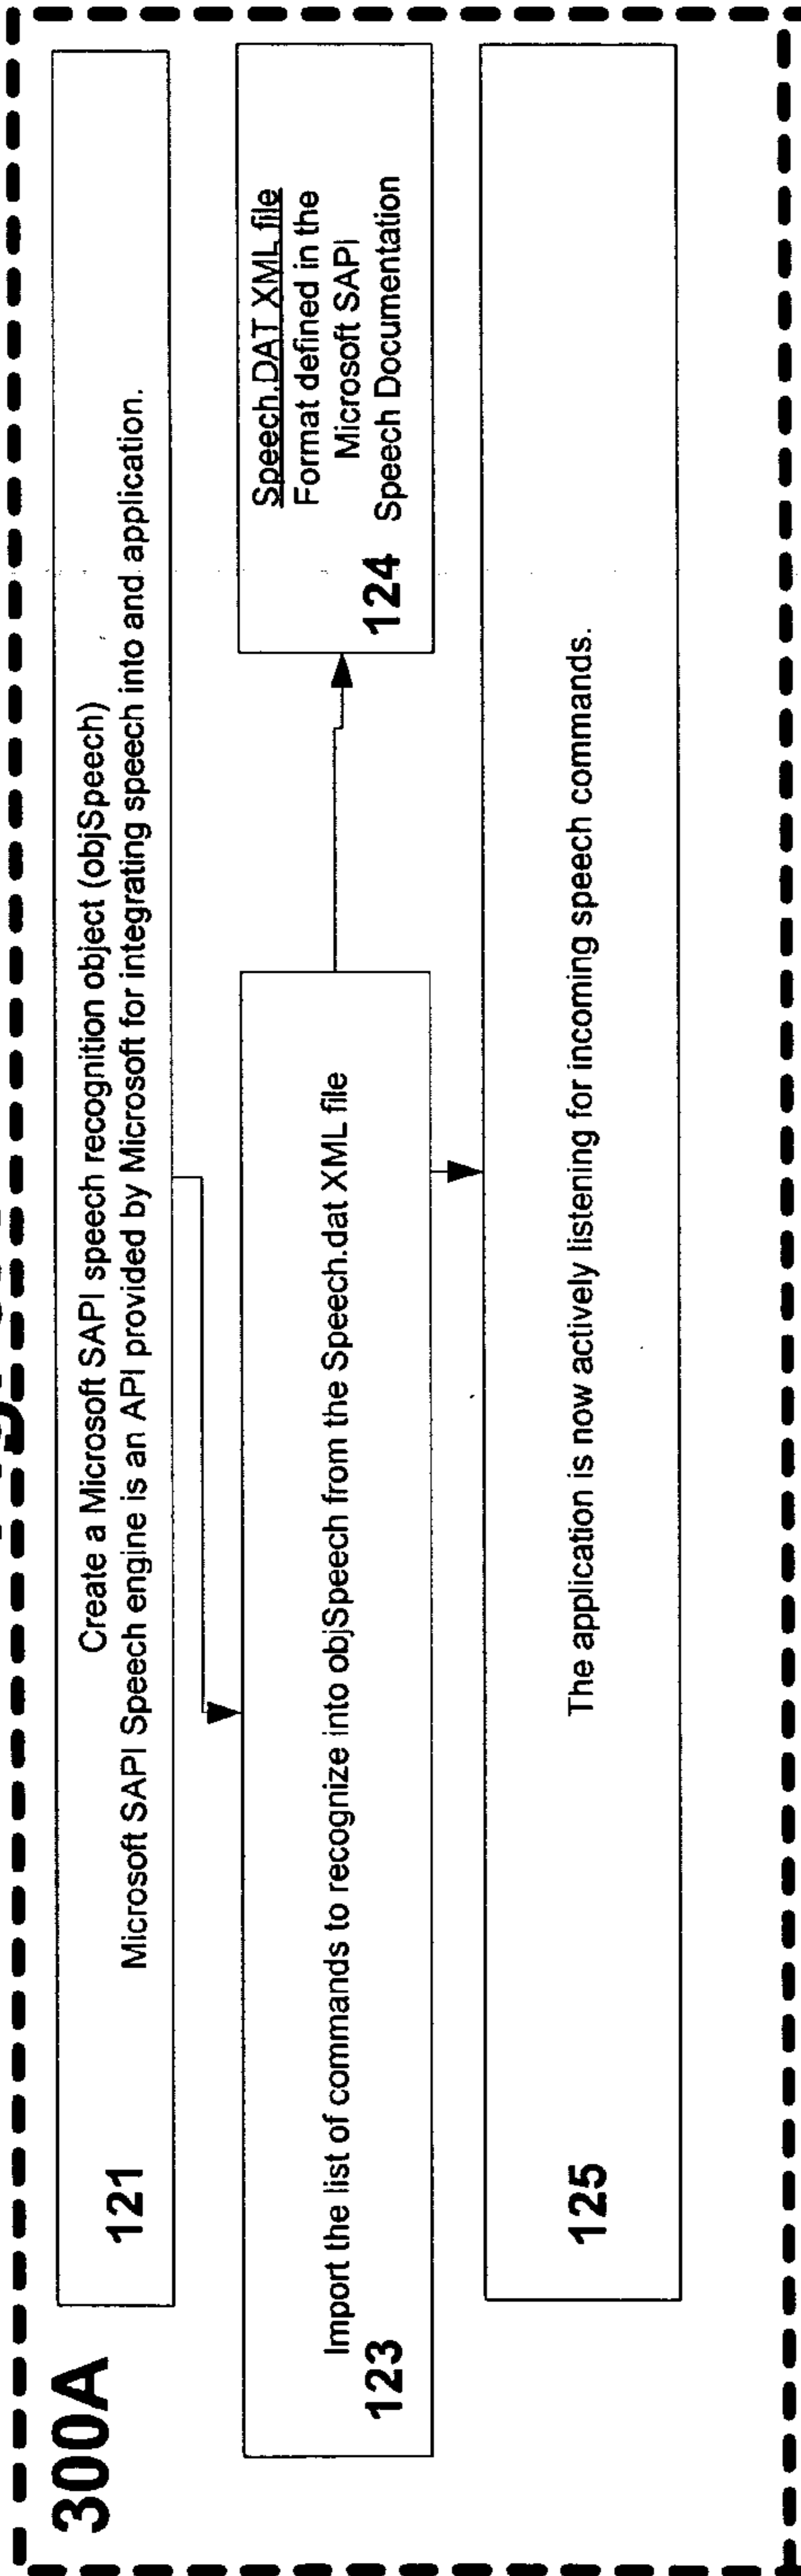 300A
121
Create a Microsoft SAPI speech recognition object (objSpeech)
Microsoft SAPI Speech engine is an API provided by Microsoft for integrating speech into and application.
Import the list of commands to recognize into objSpeech from the Speech.dat XML file
123
Speech.DAT XML file
Format defined in the
Microsoft SAPI
124 Speech Documentation
125
The application is now actively listening for incoming speech commands.